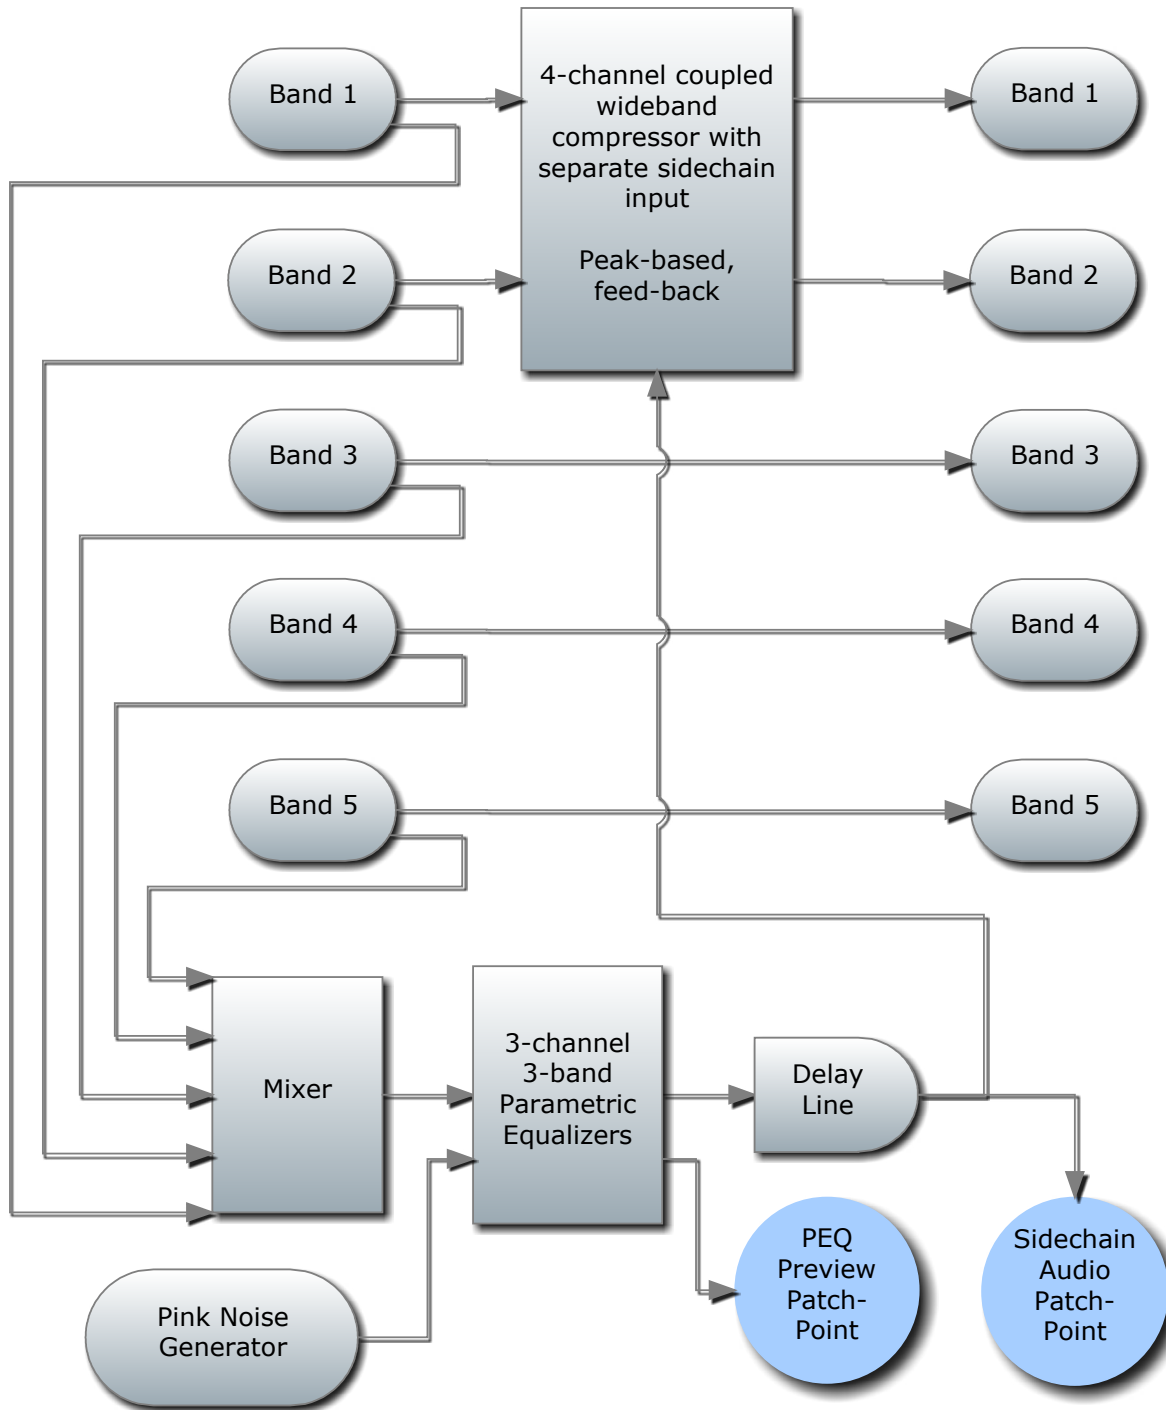 Band 1
4-channel coupled
wideband
compressor with
separate sidechain
input
Peak-based,
feed-back
Band 1
Band 2
Band 2
Band 3
Band 3
Band 4
Band 4
Band 5
Band 5
Mixer
3-channel
3-band
Parametric
Equalizers
Delay
Line
Pink Noise
Generator
PEQ
Preview
Patch-
Point
Sidechain
Audio
Patch-
Point